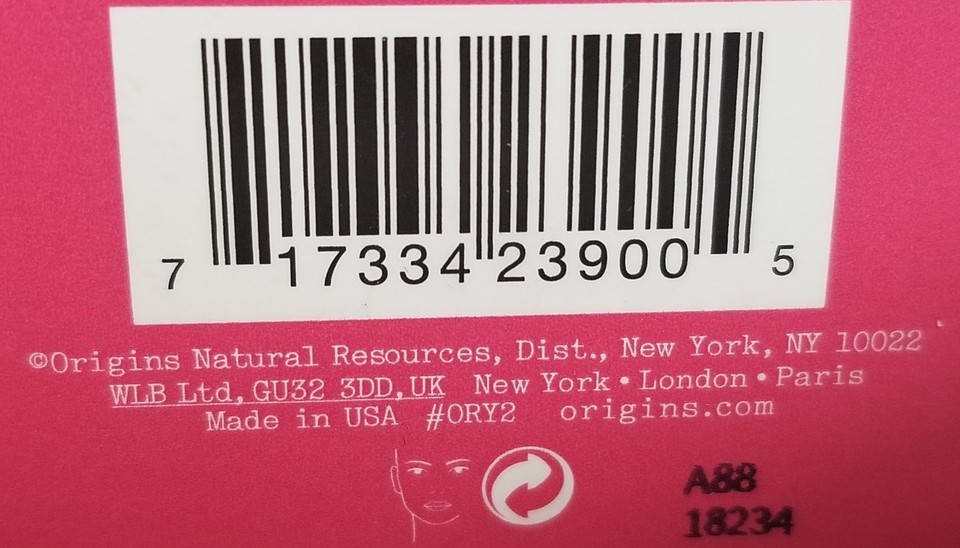 7 17334 23900 5
©Origins Natural Resources, Dist., New York, NY 10022
WLB Ltd, GU32 3DD, UK New York • London • Paris
Made in USA #ORY2 origins.com
A88
18234